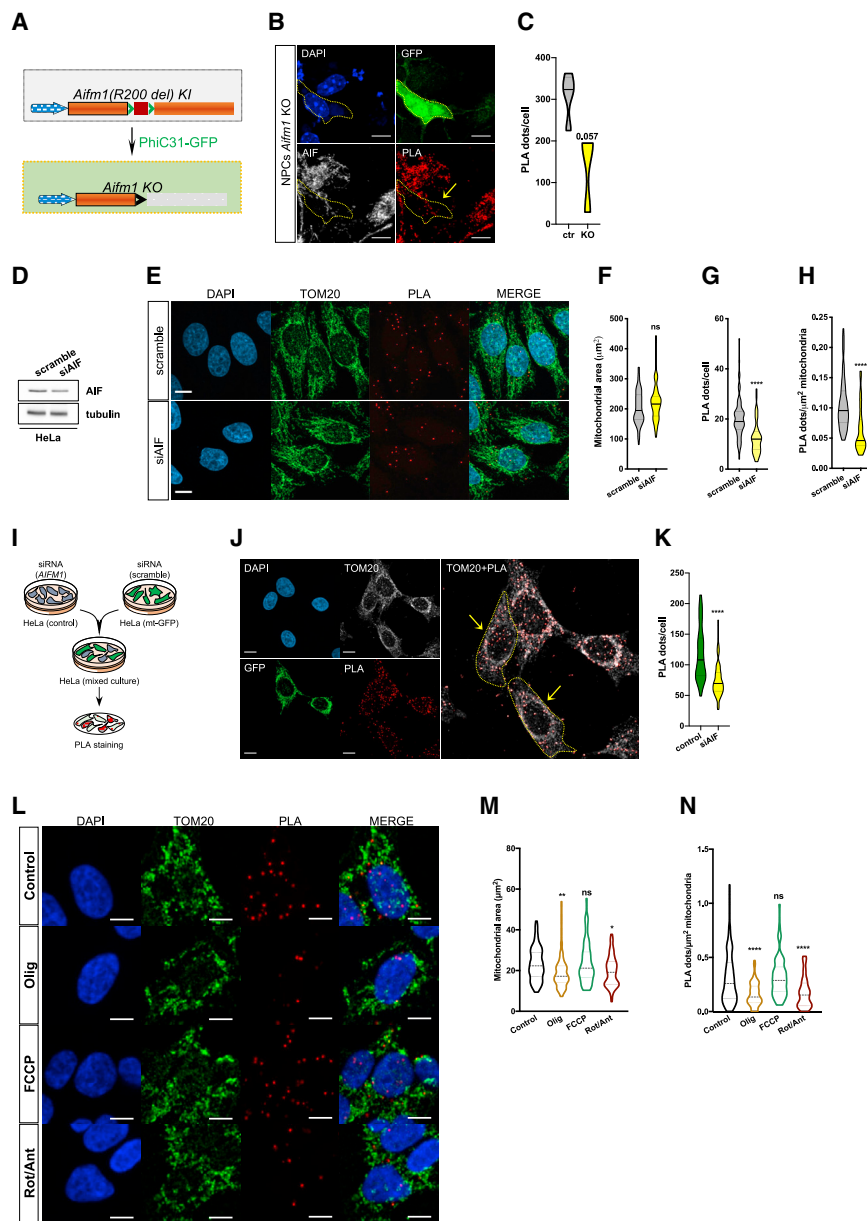 A
Aifm1(R200 del) KI
PhiC31-GFP
Aifm1 KO
B
NPCs Aifm1 KO
DAPI
GFP
AIF
PLA
C
PLA dots/cell
400
300
200
100
0
0.057
ctr
KO
D
scramble
siAIF
AIF
tubulin
HeLa
E
DAPI
TOM20
PLA
MERGE
scramble
siAIF
F
Mitochondrial area (µm²)
500
400
300
200
100
0
ns
scramble
siAIF
G
PLA dots/cell
60
40
20
0
****
scramble
siAIF
H
PLA dots/µm² mitochondria
0.25
0.20
0.15
0.10
0.05
0.00
****
scramble
siAIF
I
siRNA
(AIFM1)
siRNA
(scramble)
HeLa (control)
HeLa (mt-GFP)
HeLa (mixed culture)
PLA staining
J
DAPI
TOM20
TOM20+PLA
GFP
PLA
K
PLA dots/cell
250
200
150
100
50
0
****
control
siAIF
L
DAPI
TOM20
PLA
MERGE
Control
Olig
FCCP
Rot/Ant
M
Mitochondrial area (µm²)
80
60
40
20
0
**
ns
*
Control
Olig
FCCP
Rot/Ant
N
PLA dots/µm² mitochondria
1.5
1.0
0.5
0.0
****
ns
****
Control
Olig
FCCP
Rot/Ant